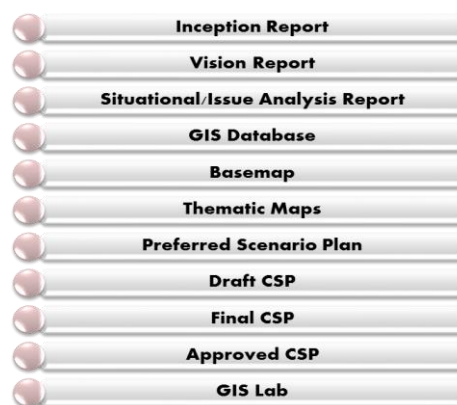 Inception Report
Vision Report
Situational/Issue Analysis Report
GIS Database
Basemap
Thematic Maps
Preferred Scenario Plan
Draft CSP
Final CSP
Approved CSP
GIS Lab